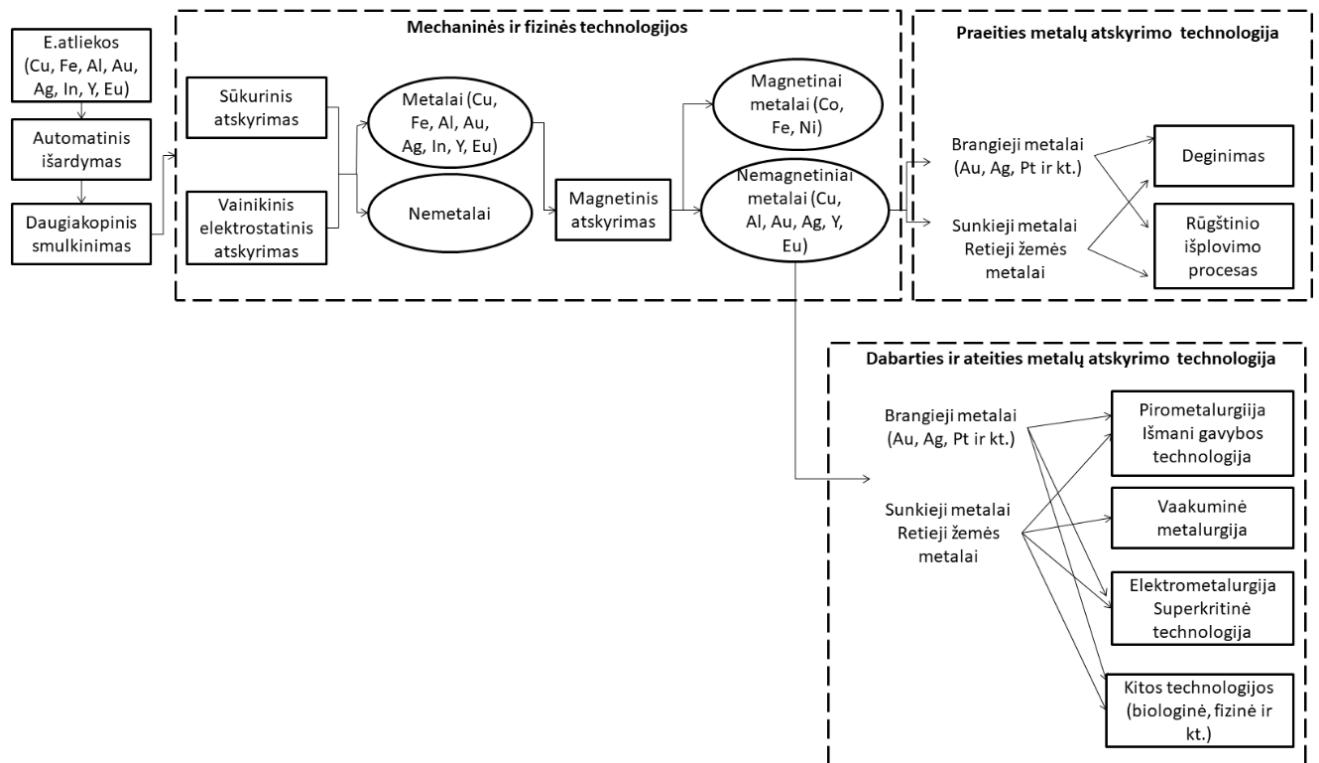 E.atliekos
(Cu, Fe, Al, Au,
Ag, In, Y, Eu)
Automatinis
išardymas
Daugiakopinis
smulkinimas
Mechaninės ir fizinės technologijos
Sūkurinis
atskyrimas
Vainikinis
elektrostatinis
atskyrimas
Metalai (Cu,
Fe, Al, Au,
Ag, In, Y, Eu)
Nemetalai
Magnetinis
atskyrimas
Magnetinai
metalai (Co,
Fe, Ni)
Nemagnetiniai
metalai (Cu,
Al, Au, Ag, Y,
Eu)
Praeities metalų atskyrimo technologija
Brangieji metalai
(Au, Ag, Pt ir kt.)
Sunkieji metalai
Retieji žemės
metalai
Deginimas
Rūgštinio
išplovimo
procesas
Dabarties ir ateities metalų atskyrimo technologija
Brangieji metalai
(Au, Ag, Pt ir kt.)
Sunkieji metalai
Retieji žemės
metalai
Pirometalurgiija
Išmani gavybos
technologija
Vaakuminė
metalurgija
Elektrometalurgija
Superkritinė
technologija
Kitos technologijos
(biologinė, fizinė ir
kt.)